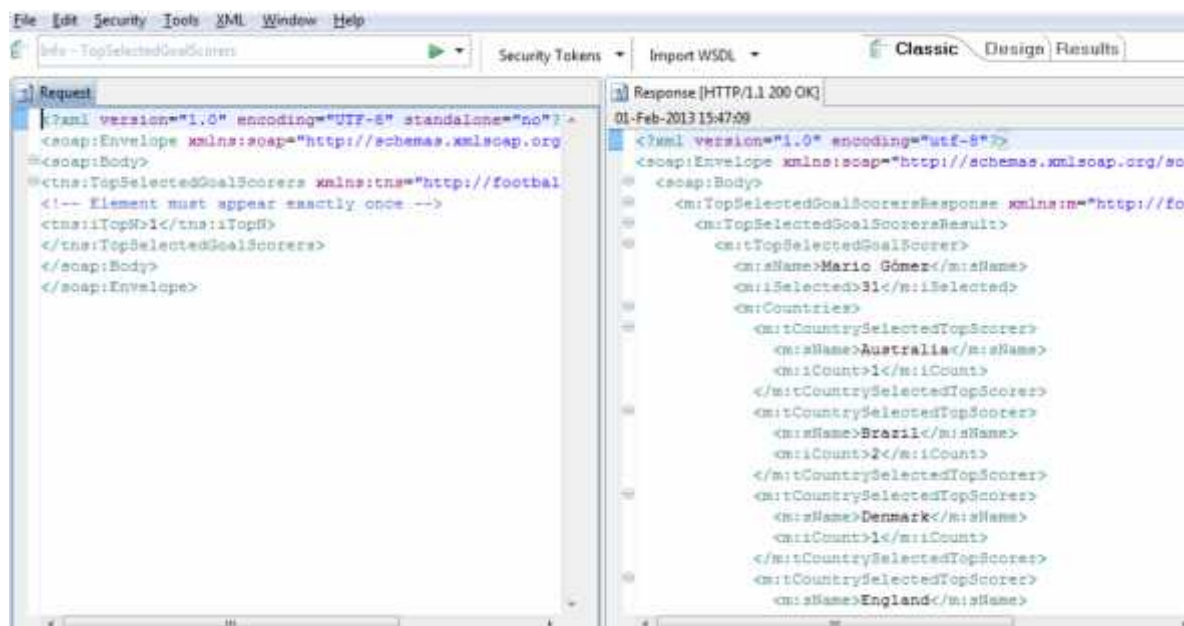 File Edit Security Tools XML Window Help
Info - TopSelectedGoalScorers Security Tokens Import WSDL Classic Design Results
Request
<?xml version="1.0" encoding="UTF-8" standalone="no"?
<soap:Envelope xmlns:soap="http://schemas.xmlsoap.org
<soap:Body>
<tns:TopSelectedGoalScorers xmlns:tns="http://footbal
<!-- Element must appear exactly once -->
<tns:iTopN>1</tns:iTopN>
</tns:TopSelectedGoalScorers>
</soap:Body>
</soap:Envelope>
Response [HTTP/1.1 200 OK]
01-Feb-2013 15:47:09
<?xml version="1.0" encoding="utf-8"?>
<soap:Envelope xmlns:soap="http://schemas.xmlsoap.org/so
<soap:Body>
<m:TopSelectedGoalScorersResponse xmlns:m="http://fo
<m:TopSelectedGoalScorersResult>
<m:tTopSelectedGoalScorer>
<m:sName>Mario Gómez</m:sName>
<m:iSelected>31</m:iSelected>
<m:Countries>
<m:tCountrySelectedTopScorer>
<m:sName>Australia</m:sName>
<m:iCount>1</m:iCount>
</m:tCountrySelectedTopScorer>
<m:tCountrySelectedTopScorer>
<m:sName>Brazil</m:sName>
<m:iCount>2</m:iCount>
</m:tCountrySelectedTopScorer>
<m:tCountrySelectedTopScorer>
<m:sName>Denmark</m:sName>
<m:iCount>1</m:iCount>
</m:tCountrySelectedTopScorer>
<m:tCountrySelectedTopScorer>
<m:sName>England</m:sName>